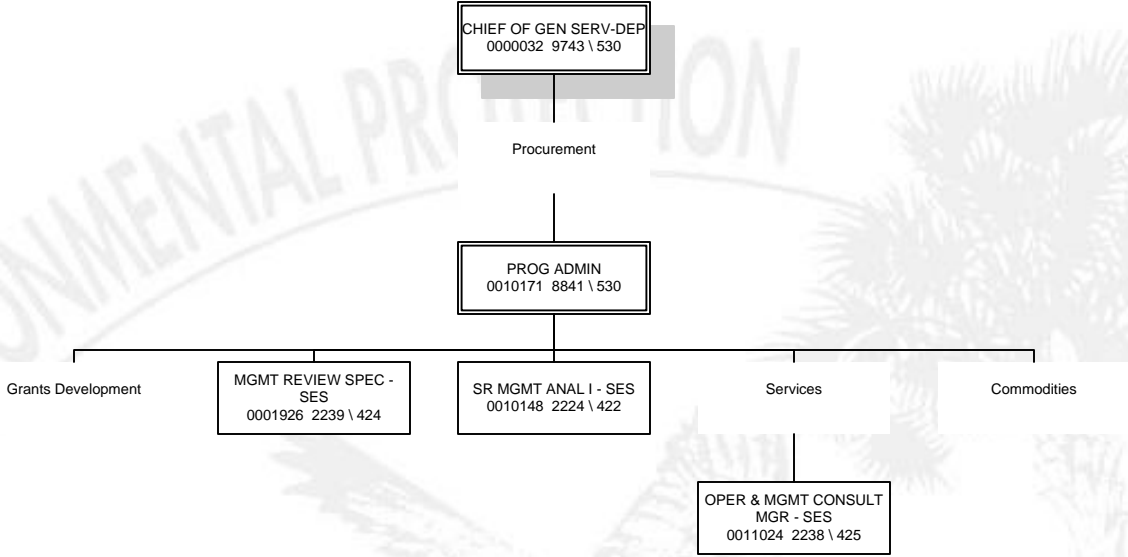 CHIEF OF GEN SERV-DEP
0000032 9743 \ 530
ONMENTAL PROTECTION
Procurement
PROG ADMIN
0010171 8841 \ 530
Grants Development
MGMT REVIEW SPEC -
SES
0001926 2239 \ 424
SR MGMT ANAL I - SES
0010148 2224 \ 422
Services
Commodities
OPER & MGMT CONSULT
MGR - SES
0011024 2238 \ 425